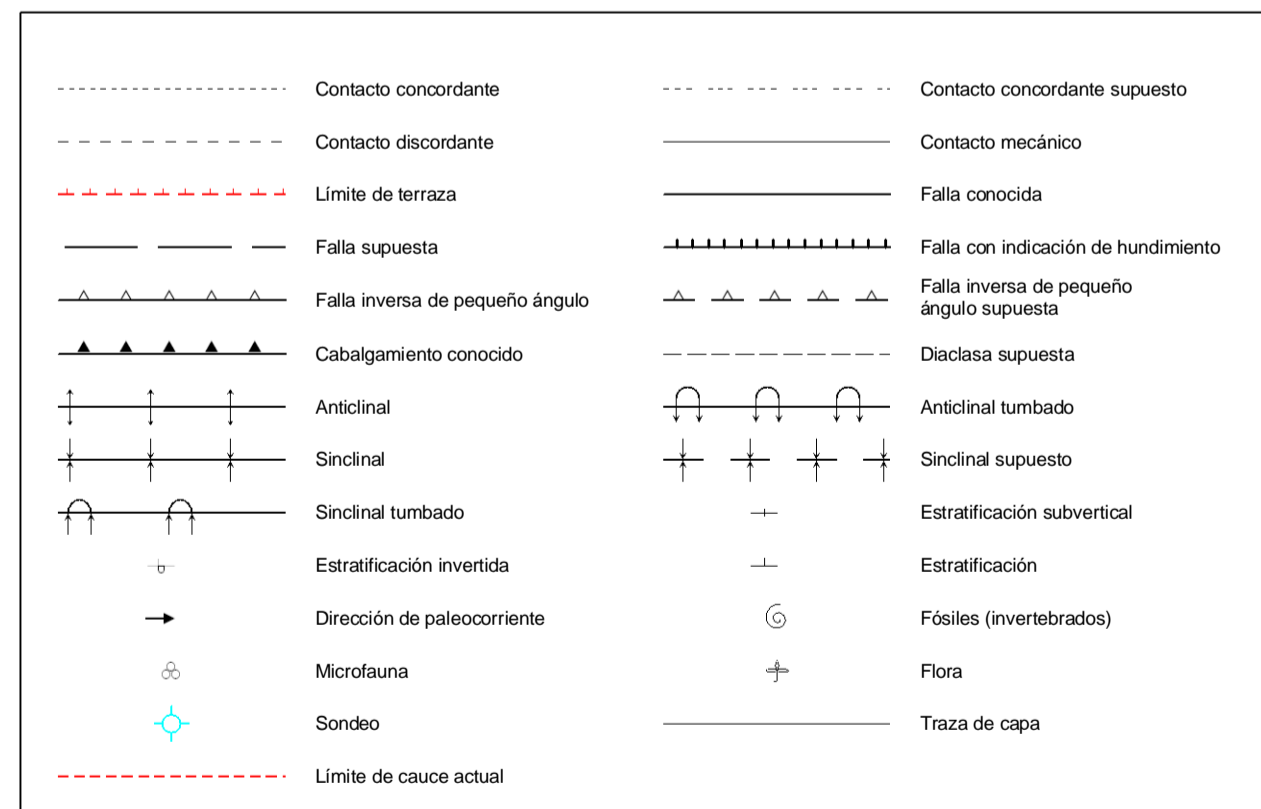 Contacto concordante
Contacto concordante supuesto
Contacto discordante
Contacto mecánico
Límite de terraza
Falla conocida
Falla supuesta
Falla con indicación de hundimiento
Falla inversa de pequeño ángulo
Falla inversa de pequeño
ángulo supuesta
Cabalgamiento conocido
Diaclasa supuesta
Anticlinal
Anticlinal tumbado
Sinclinal
Sinclinal supuesto
Sinclinal tumbado
Estratificación subvertical
Estratificación invertida
Estratificación
Dirección de paleocorriente
Fósiles (invertebrados)
Microfauna
Flora
Sondeo
Traza de capa
Límite de cauce actual